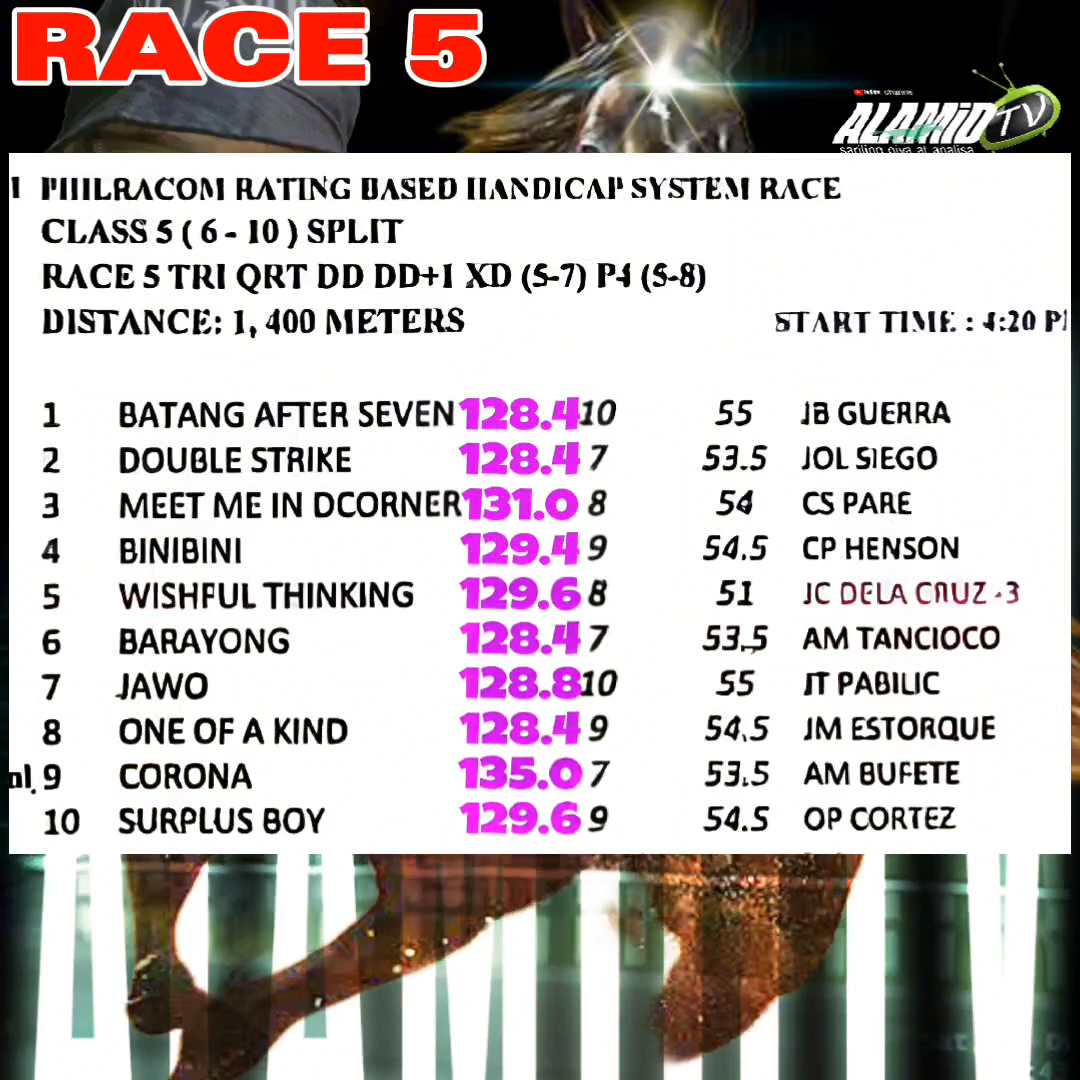 RACE 5
ALAMiD TV
sariling giya at analisa
PHILRACOM RATING BASED HANDICAP SYSTEM RACE
CLASS 5 ( 6 - 10 ) SPLIT
RACE 5 TRI QRT DD DD+1 XD (5-7) P4 (5-8)
DISTANCE: 1, 400 METERS START TIME : 4:20 P
1 BATANG AFTER SEVEN 128.4 10 55 JB GUERRA
2 DOUBLE STRIKE 128.4 7 53.5 JOL SIEGO
3 MEET ME IN DCORNER 131.0 8 54 CS PARE
4 BINIBINI 129.4 9 54.5 CP HENSON
5 WISHFUL THINKING 129.6 8 51 JC DELA CRUZ -3
6 BARAYONG 128.4 7 53.5 AM TANCIOCO
7 JAWO 128.8 10 55 JT PABILIC
8 ONE OF A KIND 128.4 9 54.5 JM ESTORQUE
9 CORONA 135.0 7 53.5 AM BUFETE
10 SURPLUS BOY 129.6 9 54.5 OP CORTEZ